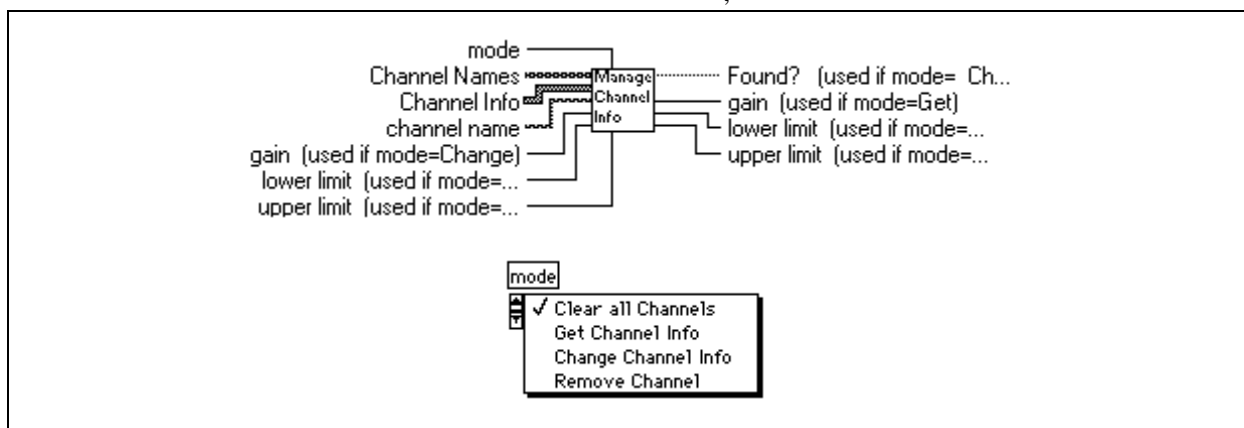 ,
mode
Channel Names
Channel Info
channel name
gain (used if mode=Change)
lower limit (used if mode=...
upper limit (used if mode=...
Manage
Channel
Info
Found? (used if mode= Ch...
gain (used if mode=Get)
lower limit (used if mode=...
upper limit (used if mode=...
mode
✓ Clear all Channels
Get Channel Info
Change Channel Info
Remove Channel